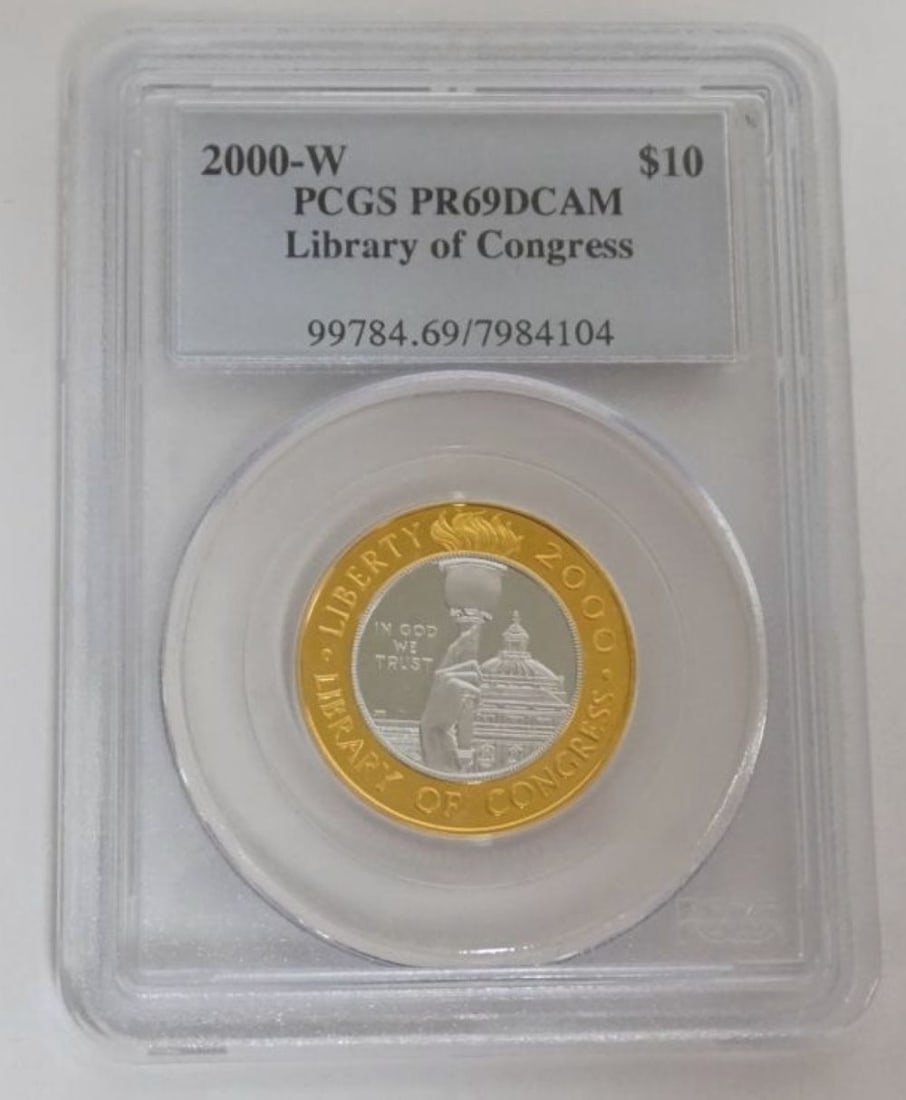 2000-W $10
PCGS PR69DCAM
Library of Congress
99784.69/7984104
LIBERTY 2000
IN GOD
WE
TRUST
LIBRARY OF CONGRESS